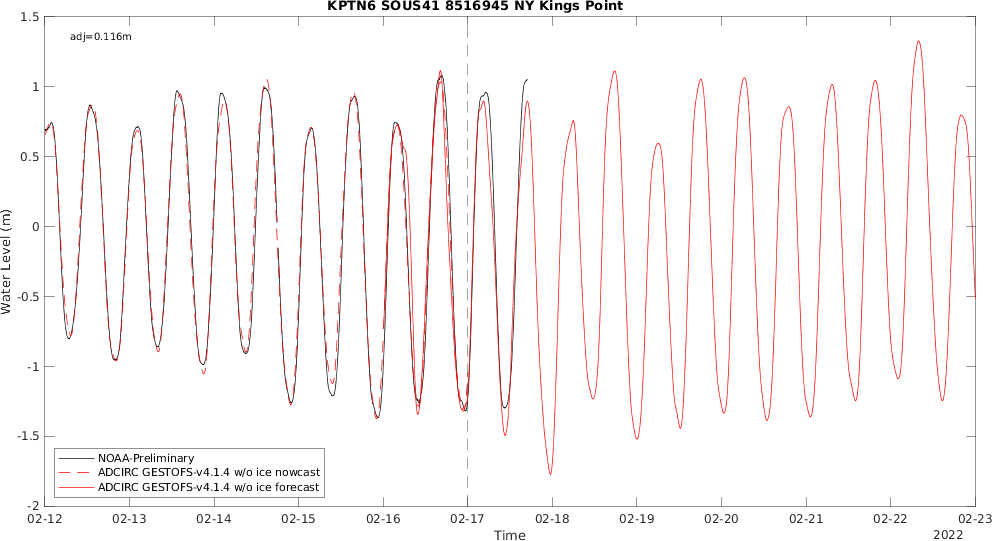 KPTN6 SOUS41 8516945 NY Kings Point
adj=0.116m
1.5
1
0.5
0
-0.5
-1
-1.5
-2
Water Level (m)
NOAA-Preliminary
ADCIRC GESTOFS-v4.1.4 w/o ice nowcast
ADCIRC GESTOFS-v4.1.4 w/o ice forecast
02-12 02-13 02-14 02-15 02-16 02-17 02-18 02-19 02-20 02-21 02-22 02-23
Time
2022